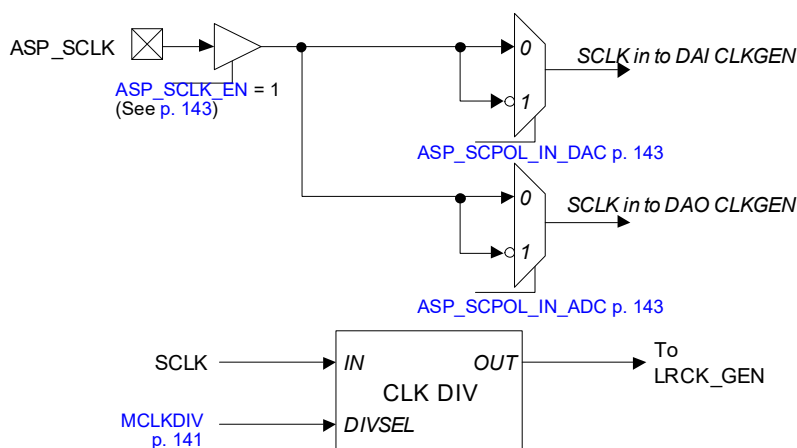 ASP_SCLK
0
SCLK in to DAI CLKGEN
ASP_SCLK_EN = 1
(See p. 143)
1
ASP_SCPOL_IN_DAC p. 143
0
SCLK in to DAO CLKGEN
1
ASP_SCPOL_IN_ADC p. 143
SCLK
IN
OUT
To
LRCK_GEN
CLK DIV
MCLKDIV
p. 141
DIVSEL